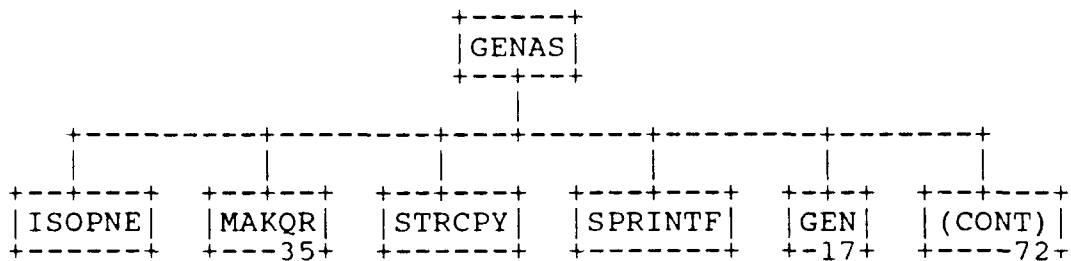 GENAS
ISOPNE MAKQR STRCPY SPRINTF GEN (CONT)
35 17 72